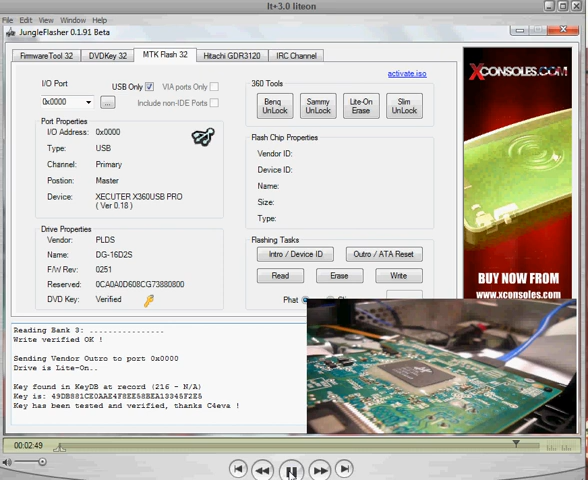 lt+3.0 liteon
File Edit View Window Help
JungleFlasher 0.1.91 Beta
FirmwareTool 32 DVDKey 32 MTK Flash 32 Hitachi GDR3120 IRC Channel
activate.iso
I/O Port
USB Only
VIA ports Only
0x0000
...
Include non-IDE Ports
Port Properties
I/O Address: 0x0000
Type: USB
Channel: Primary
Postion: Master
Device: XECUTER X360USB PRO
( Ver 0.18 )
Drive Properties
Vendor: PLDS
Name: DG-16D2S
F/W Rev: 0251
Reserved: 0CA0A0D608CG73880800
DVD Key: Verified
360 Tools
Benq UnLock
Sammy UnLock
Lite-On Erase
Slim UnLock
Flash Chip Properties
Vendor ID:
Device ID:
Name:
Size:
Type:
Flashing Tasks
Intro / Device ID
Outro / ATA Reset
Read
Erase
Write
Phat
XCONSOLES.COM
BUY NOW FROM
www.xconsoles.com
Reading Bank 3: ................
Write verified OK !
Sending Vendor Outro to port 0x0000
Drive is Lite-On..
Key found in KeyDB at record (216 - N/A)
Key is: 49DB881CE0AAE4F8EE58BEA13345F2E5
Key has been tested and verified, thanks C4eva !
00:02:49